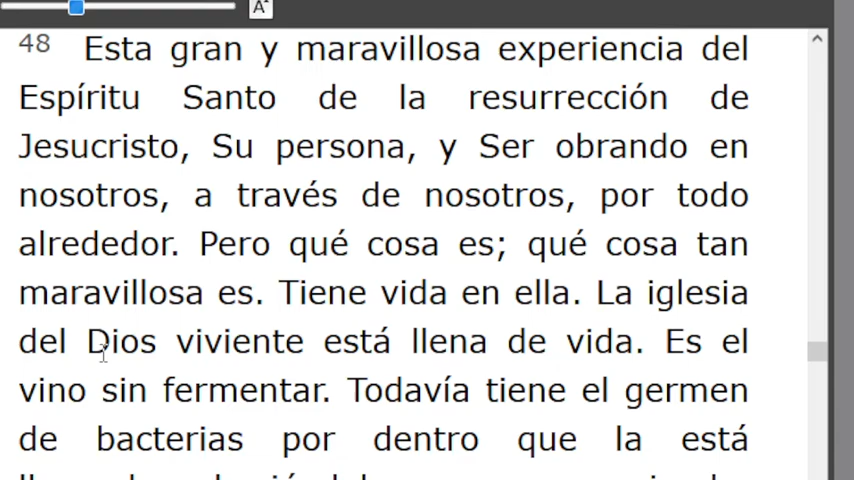 A
48 Esta gran y maravillosa experiencia del
Espíritu Santo de la resurrección de
Jesucristo, Su persona, y Ser obrando en
nosotros, a través de nosotros, por todo
alrededor. Pero qué cosa es; qué cosa tan
maravillosa es. Tiene vida en ella. La iglesia
del Dios viviente está llena de vida. Es el
vino sin fermentar. Todavía tiene el germen
de bacterias por dentro que la está